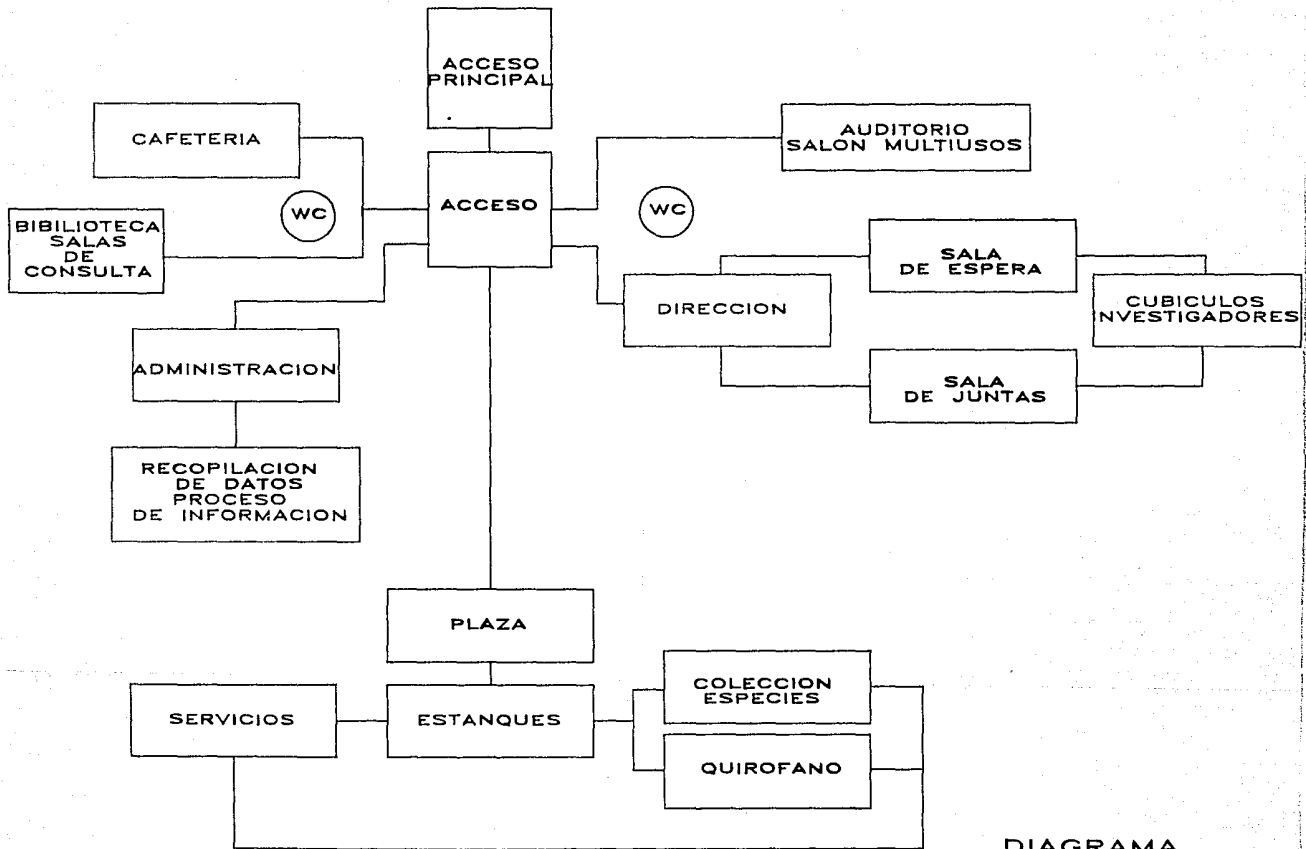 ACCESO
PRINCIPAL
CAFETERIA
AUDITORIO
SALON MULTIUSOS
WC
ACCESO
WC
BIBILIOTECA
SALAS
DE
CONSULTA
SALA
DE ESPERA
DIRECCION
CUBICULOS
NVESTIGADORES
ADMINISTRACION
SALA
DE JUNTAS
RECOPILACION
DE DATOS
PROCESO
DE INFORMACION
PLAZA
COLECCION
ESPECIES
SERVICIOS
ESTANQUES
QUIROFANO
DIAGRAMA